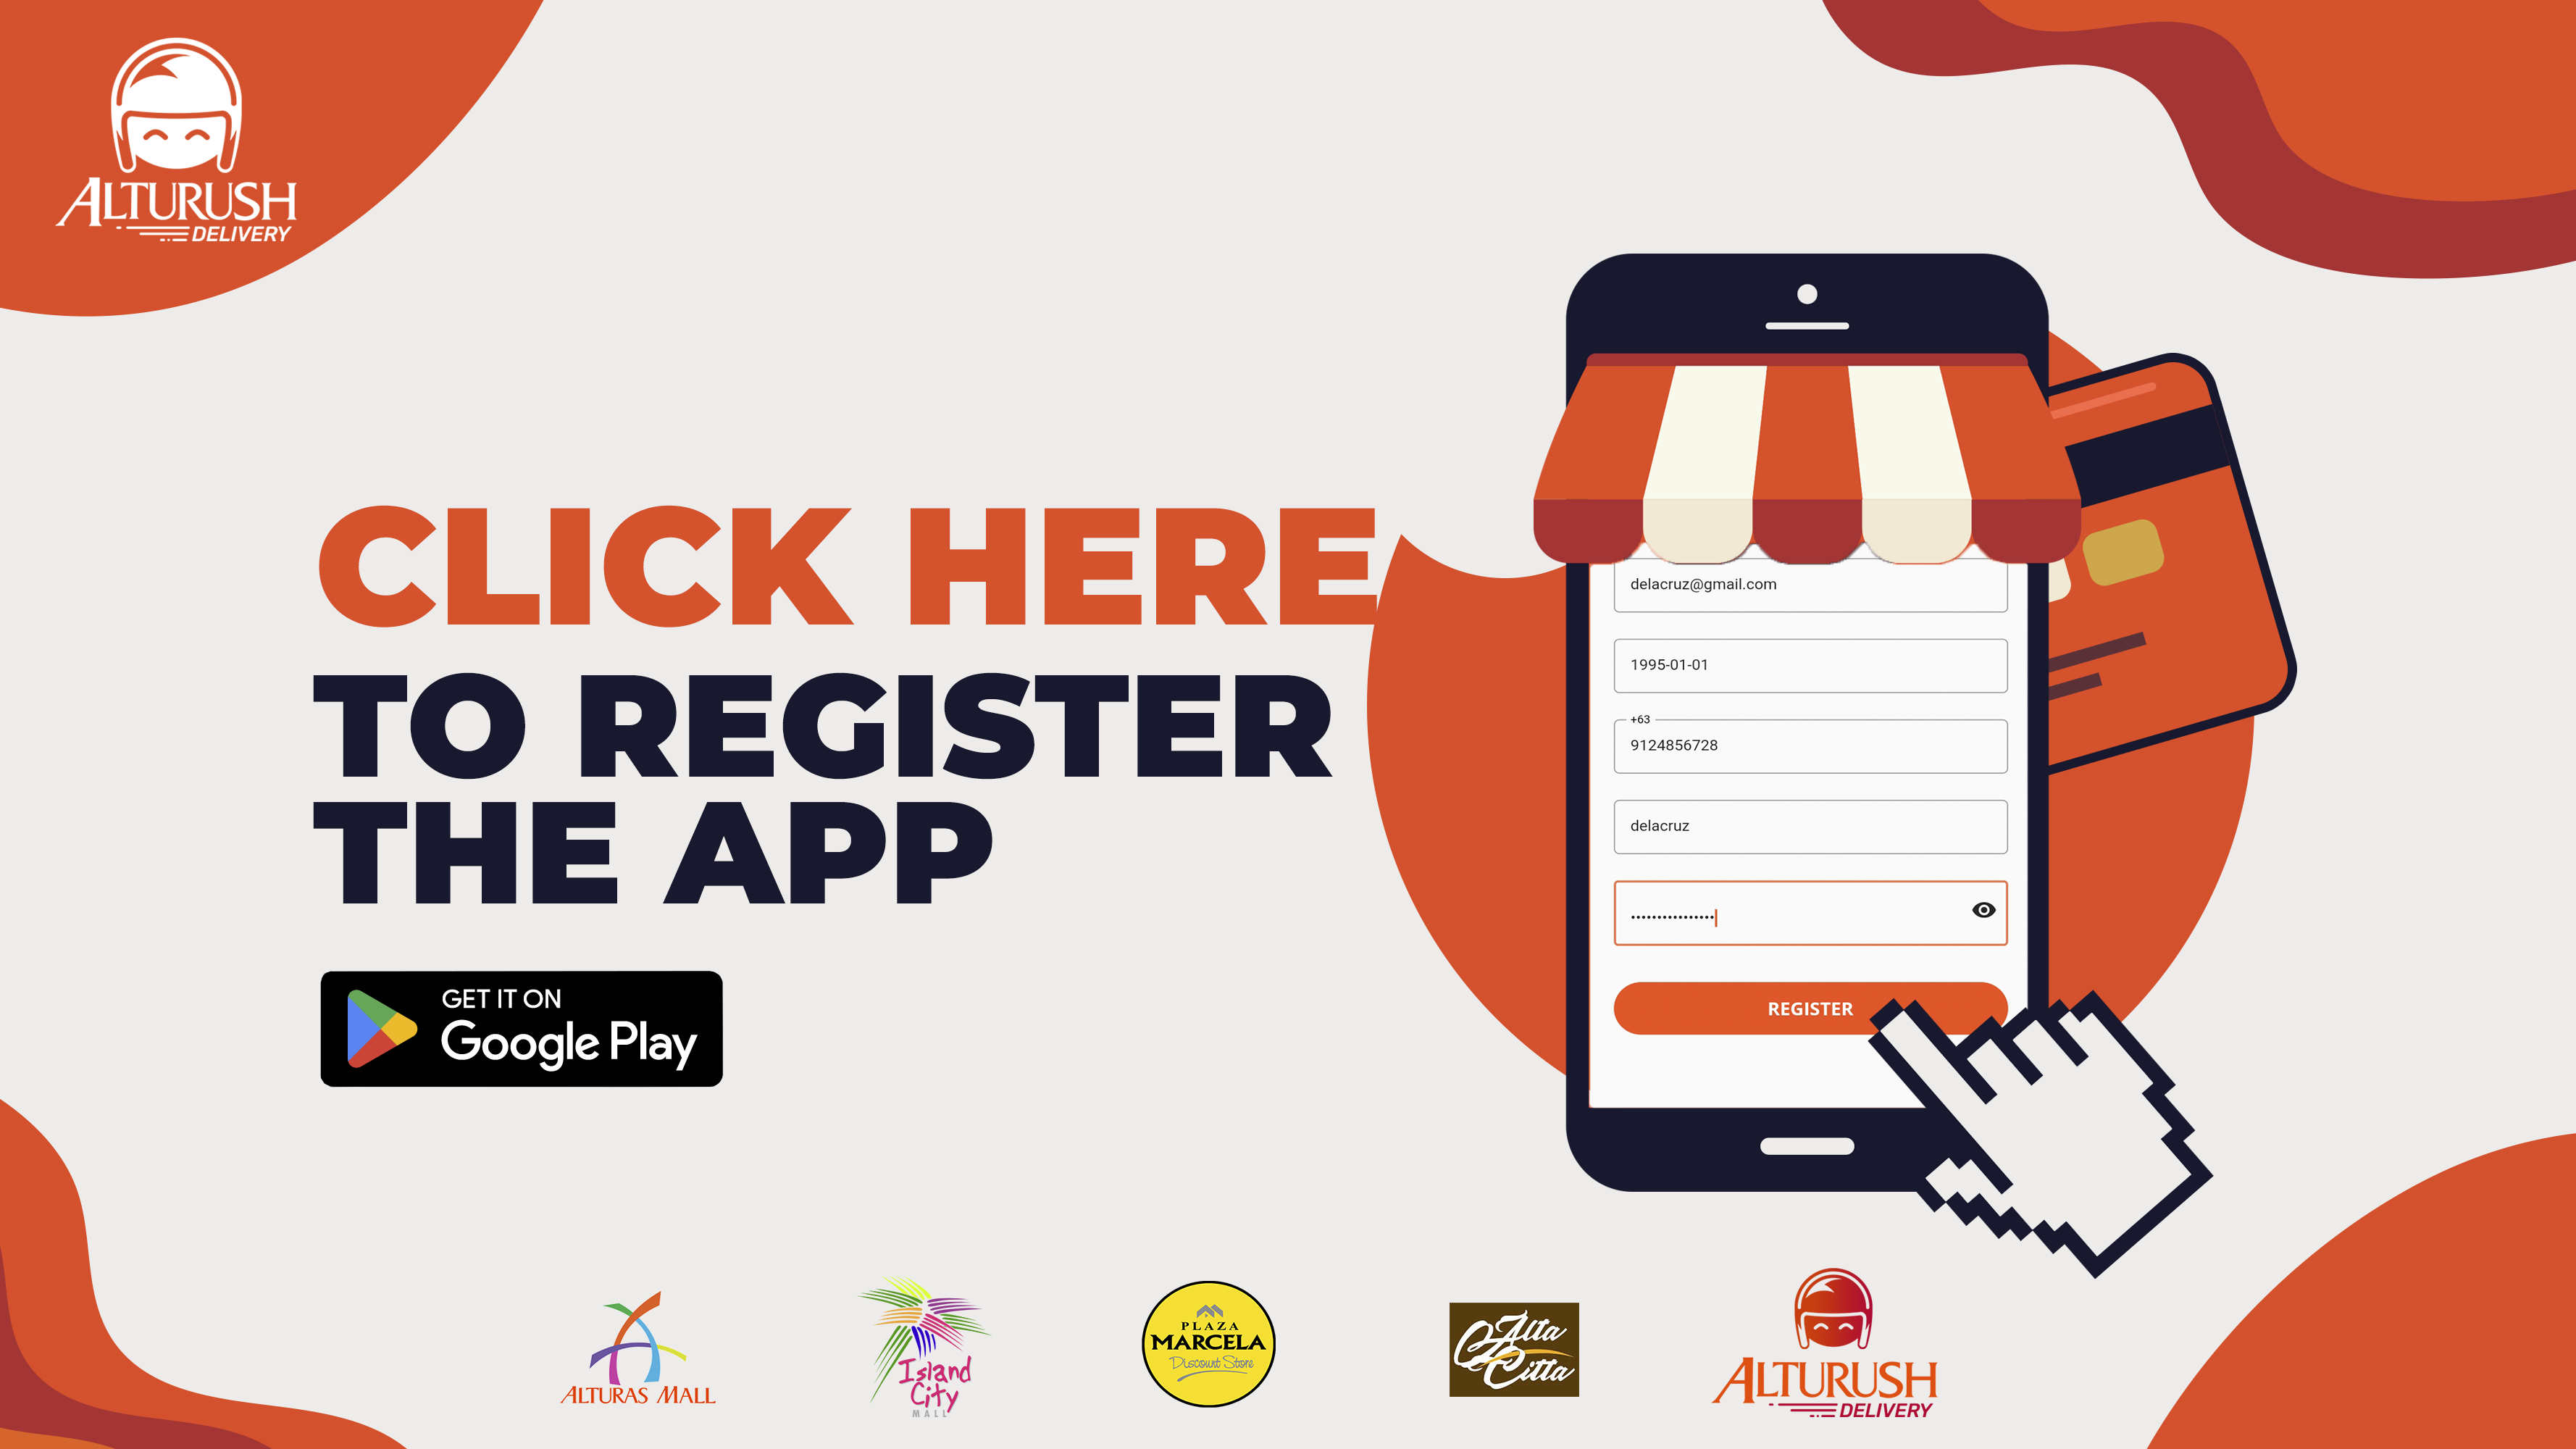 ALTURUSH
DELIVERY
CLICK HERE
TO REGISTER
THE APP
GET IT ON
Google Play
delacruz@gmail.com
1995-01-01
+63
9124856728
delacruz
••••••••••••••••
REGISTER
ALTURAS MALL
Island
City
MALL
PLAZA
MARCELA
Discount Store
Alta
Citta
ALTURUSH
DELIVERY